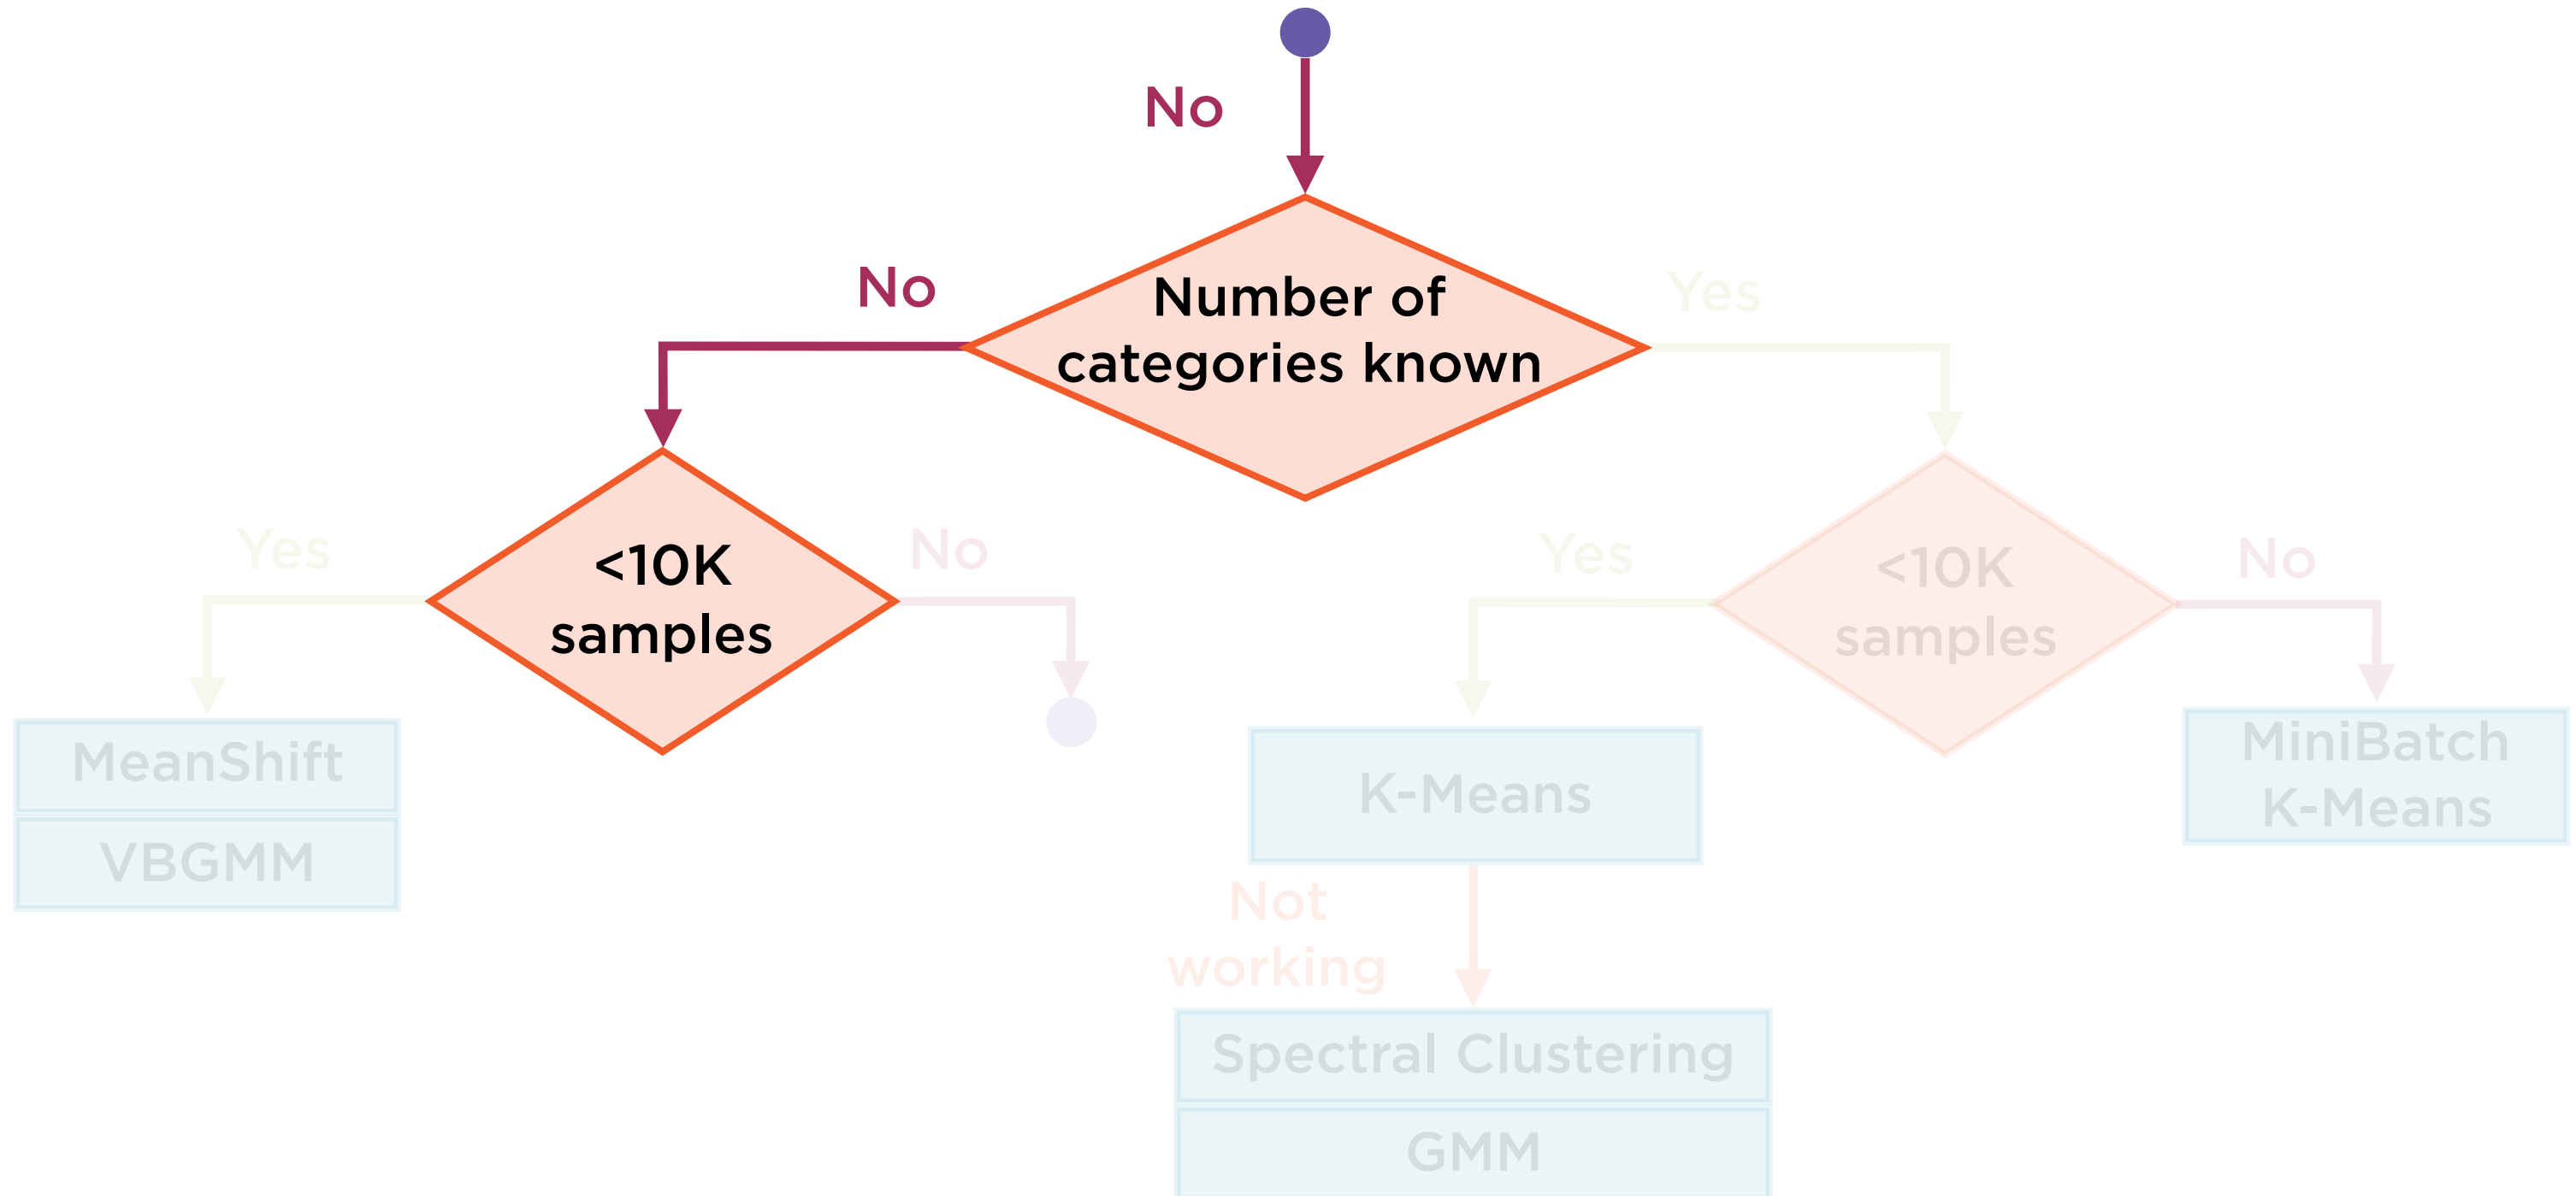 No
No
Number of
categories known
Yes
Yes
<10K
samples
No
Yes
<10K
samples
No
MeanShift
VBGMM
K-Means
MiniBatch
K-Means
Not
working
Spectral Clustering
GMM